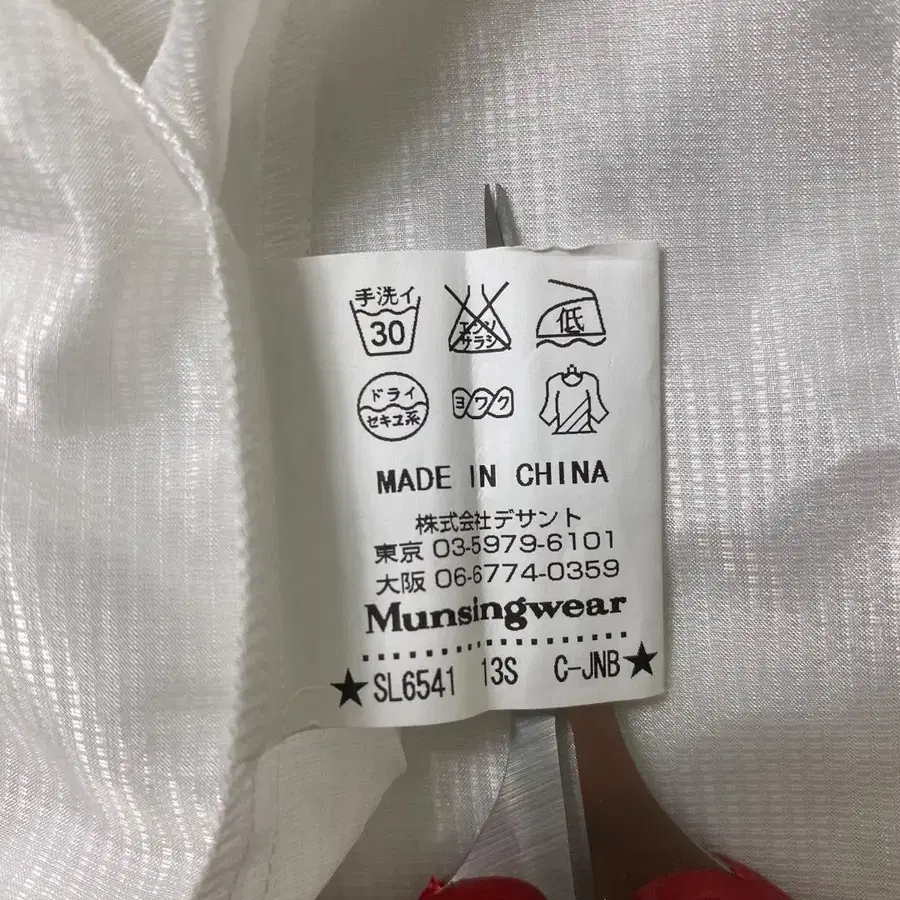 手洗イ
30
エンソ
サラシ
低
ドライ
セキユ系
ヨワク
MADE IN CHINA
株式会社デサント
東京 03-5979-6101
大阪 06-6774-0359
Munsingwear
★SL6541 13S C-JNB★